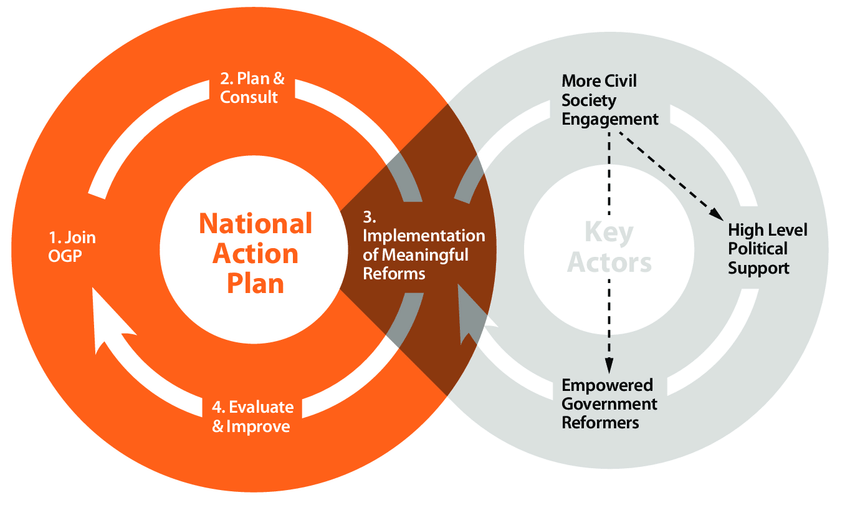 2. Plan &
Consult
1. Join
OGP
National
Action
Plan
3.
Implementation
of Meaningful
Reforms
4. Evaluate
& Improve
More Civil
Society
Engagement
Key
Actors
High Level
Political
Support
Empowered
Government
Reformers